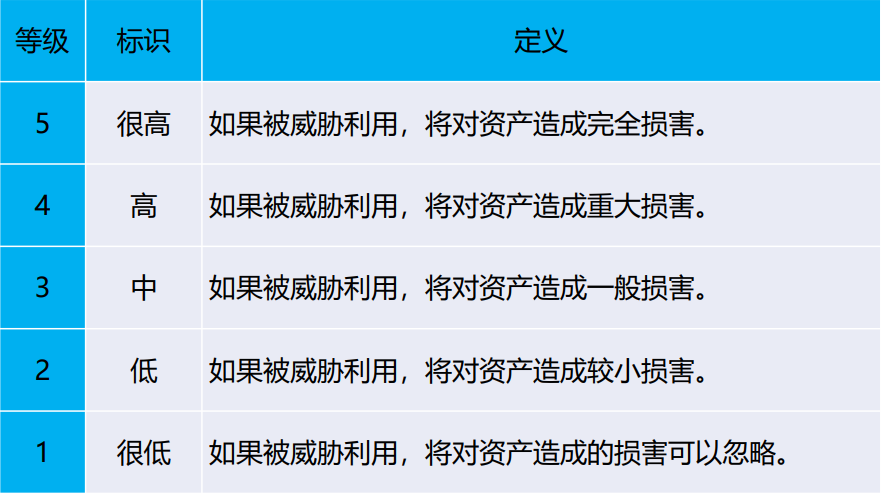 等级 标识 定义
5 很高 如果被威胁利用，将对资产造成完全损害。
4 高 如果被威胁利用，将对资产造成重大损害。
3 中 如果被威胁利用，将对资产造成一般损害。
2 低 如果被威胁利用，将对资产造成较小损害。
1 很低 如果被威胁利用，将对资产造成的损害可以忽略。